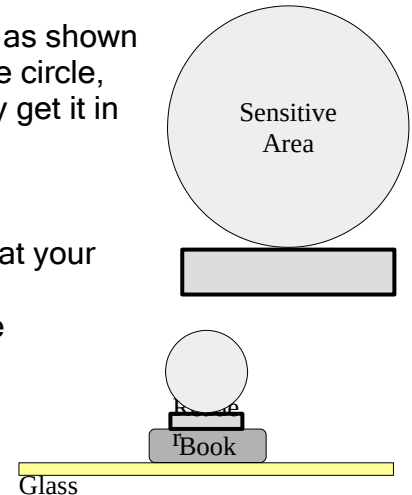 as shown
e circle,
y get it in
Sensitive
Area
at your
e
r
Book
Glass